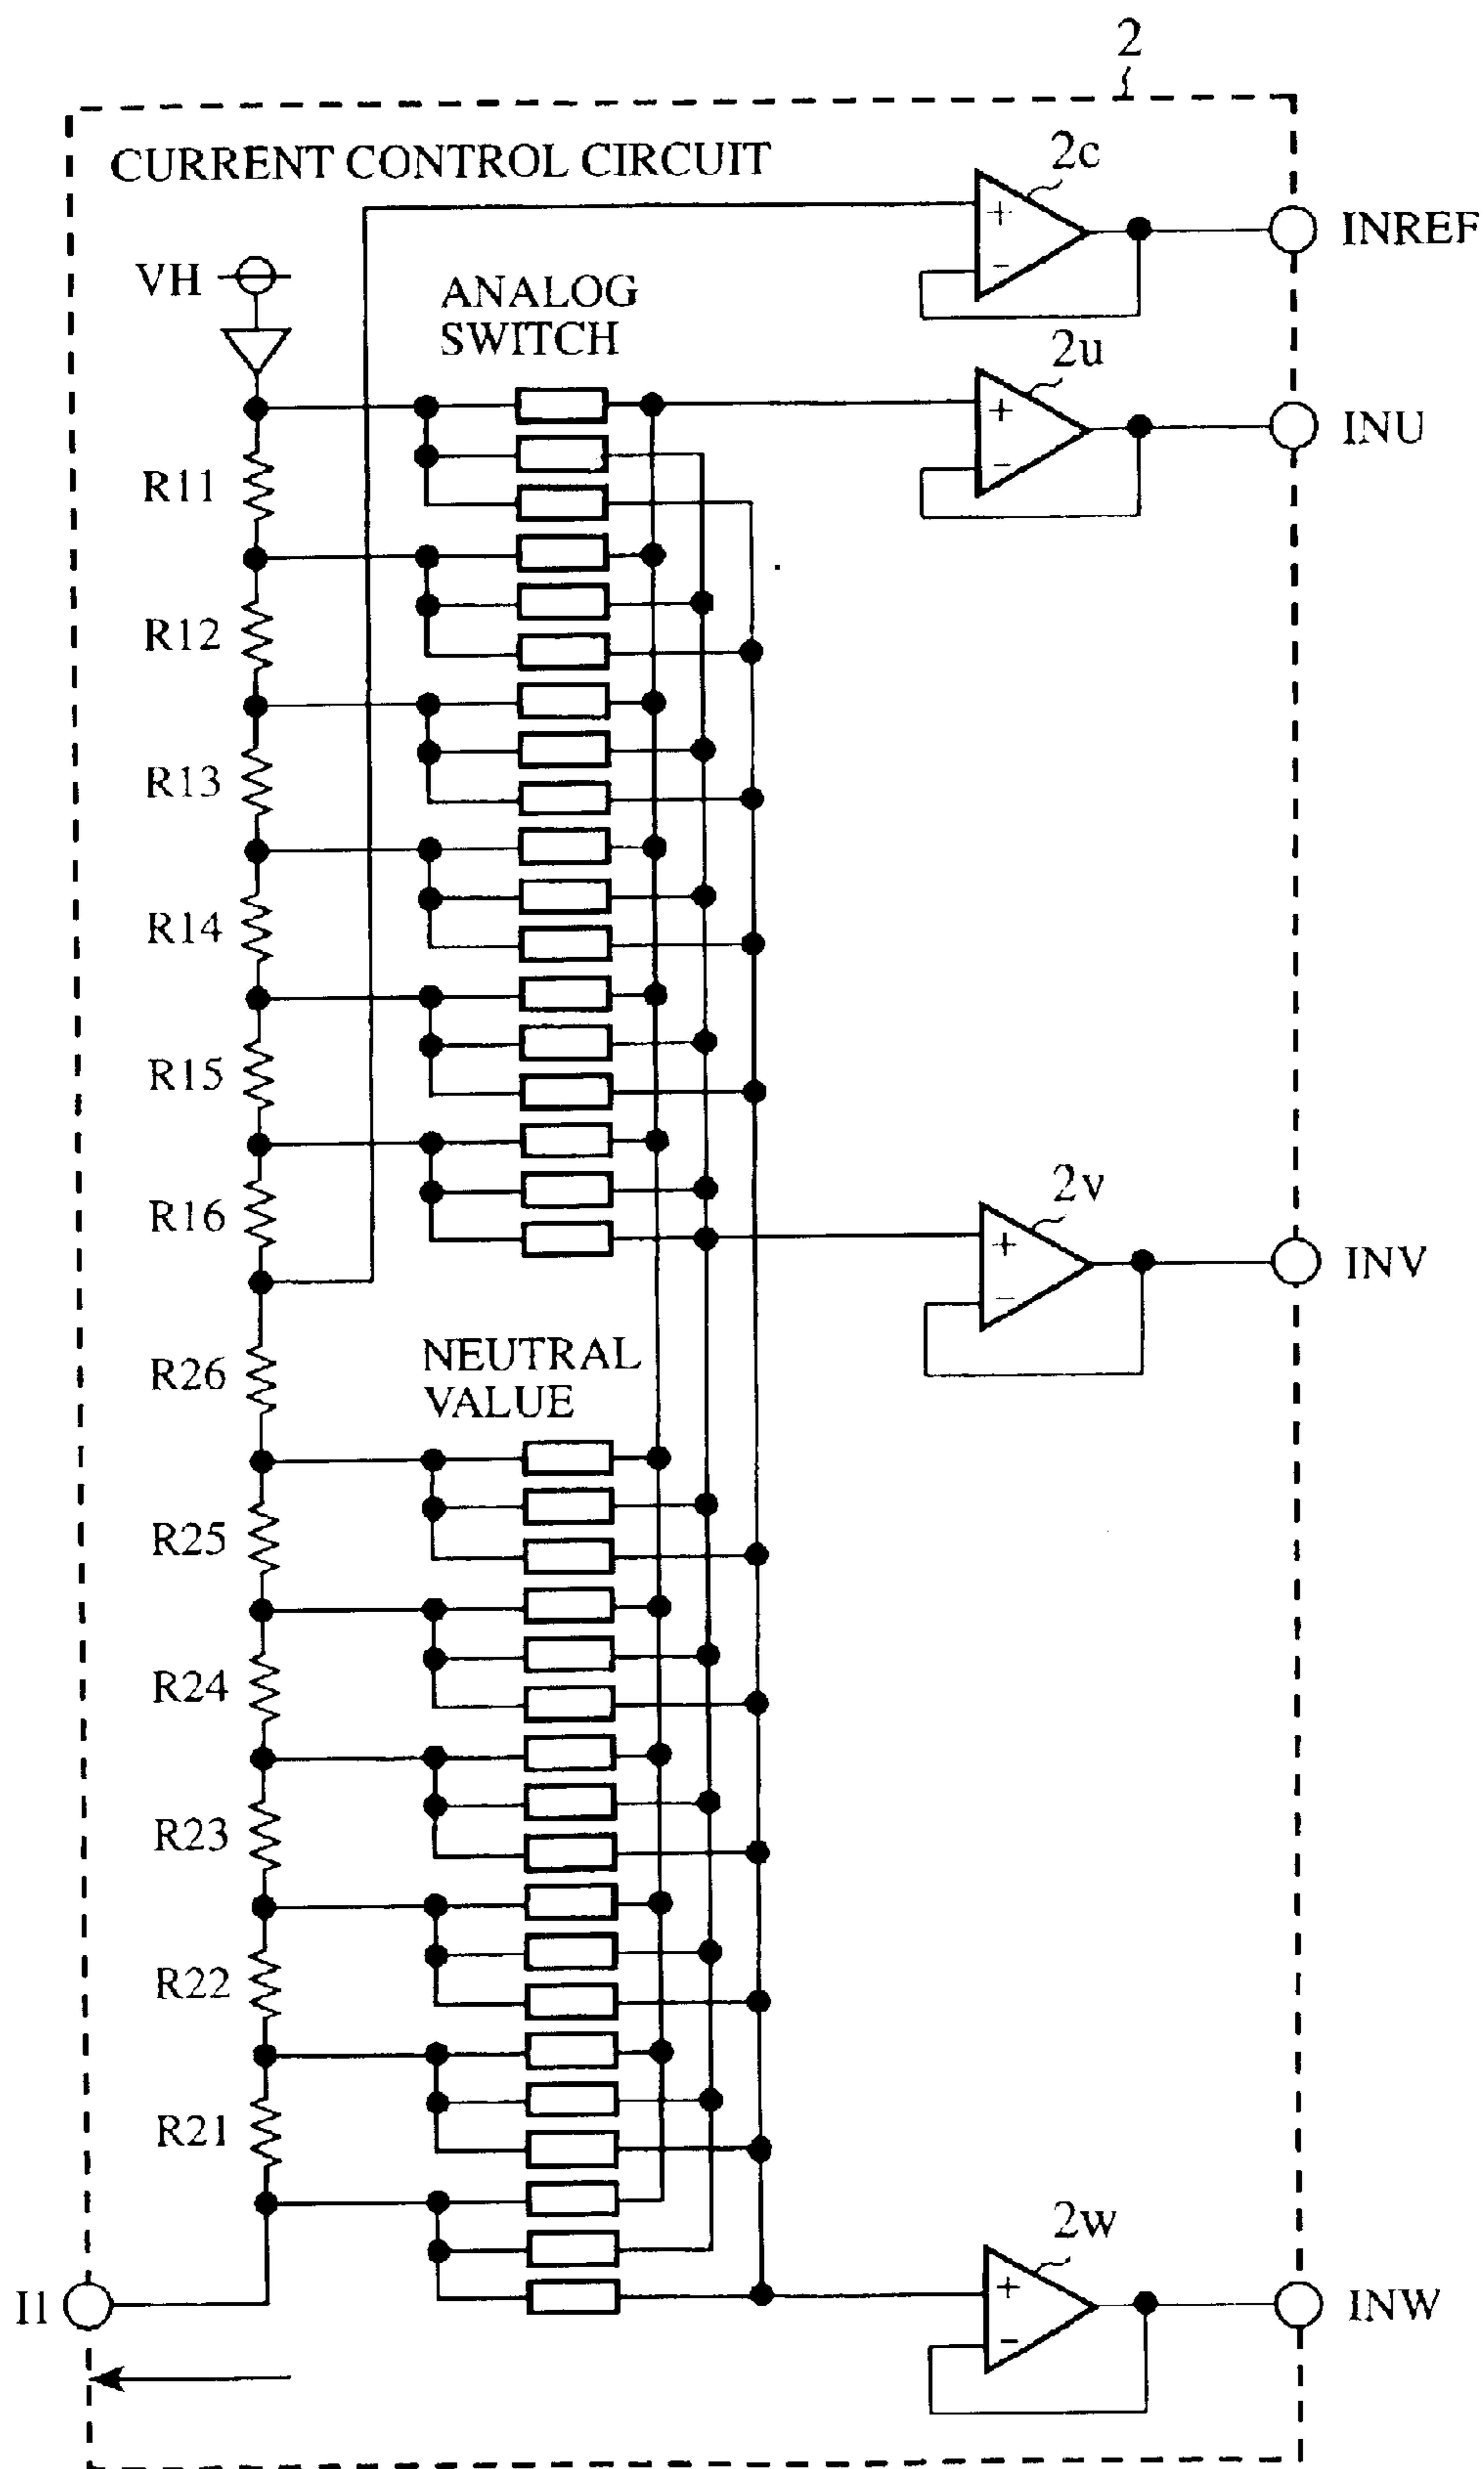 2
CURRENT CONTROL CIRCUIT
2c
+
−
INREF
VH
ANALOG
SWITCH
2u
+
−
INU
R11
R12
R13
R14
R15
R16
2v
+
−
INV
R26
NEUTRAL
VALUE
R25
R24
R23
R22
R21
2w
+
−
INW
I1